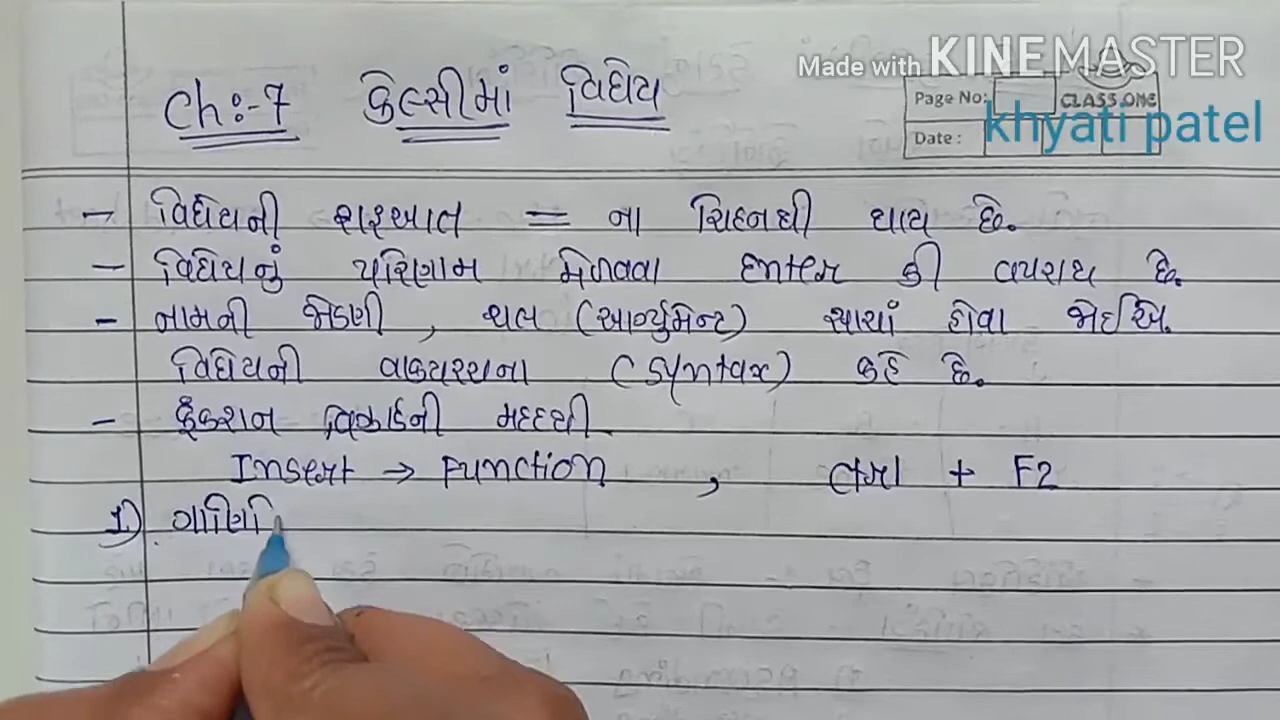 Made with KINEMASTER
Page No: CLASS ONE
khyati patel
Date :
Ch:-7 કેલ્સીમાં વિધેય
- વિધેયની શરૂઆત = ના ચિહ્નથી થાય છે.
- વિધેયનું પરિણામ મેળવવા Enter કી વપરાય છે.
- નામની જોડણી , ચલ (આર્ગ્યુમેન્ટ) સાચાં હોવા જોઈએ.
વિધેયની વાક્યરચના (Syntax) કહે છે.
- ફંકશન વિઝાર્ડની મદદથી
Insert → Function , Ctrl + F2
1) ગાણિ